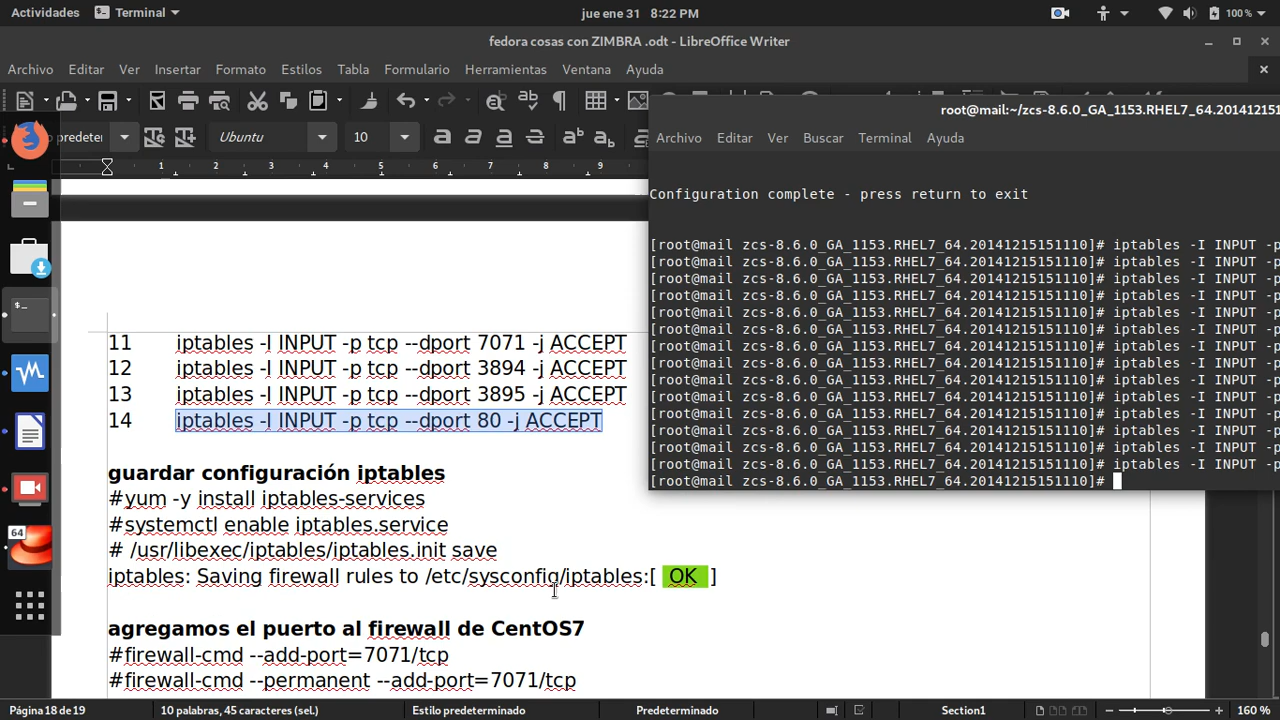 Actividades Terminal jue ene 31 8:22 PM 100 %
fedora cosas con ZIMBRA .odt - LibreOffice Writer
Archivo Editar Ver Insertar Formato Estilos Tabla Formulario Herramientas Ventana Ayuda
predeter Ubuntu 10
1 2 3 4 5 6 7 8 9
11 iptables -I INPUT -p tcp --dport 7071 -j ACCEPT
12 iptables -I INPUT -p tcp --dport 3894 -j ACCEPT
13 iptables -I INPUT -p tcp --dport 3895 -j ACCEPT
14 iptables -I INPUT -p tcp --dport 80 -j ACCEPT
guardar configuración iptables
#yum -y install iptables-services
#systemctl enable iptables.service
# /usr/libexec/iptables/iptables.init save
iptables: Saving firewall rules to /etc/sysconfig/iptables:[ OK ]
agregamos el puerto al firewall de CentOS7
#firewall-cmd --add-port=7071/tcp
#firewall-cmd --permanent --add-port=7071/tcp
root@mail:~/zcs-8.6.0_GA_1153.RHEL7_64.201412151
Archivo Editar Ver Buscar Terminal Ayuda
Configuration complete - press return to exit
[root@mail zcs-8.6.0_GA_1153.RHEL7_64.20141215151110]# iptables -I INPUT -p
[root@mail zcs-8.6.0_GA_1153.RHEL7_64.20141215151110]# iptables -I INPUT -p
[root@mail zcs-8.6.0_GA_1153.RHEL7_64.20141215151110]# iptables -I INPUT -p
[root@mail zcs-8.6.0_GA_1153.RHEL7_64.20141215151110]# iptables -I INPUT -p
[root@mail zcs-8.6.0_GA_1153.RHEL7_64.20141215151110]# iptables -I INPUT -p
[root@mail zcs-8.6.0_GA_1153.RHEL7_64.20141215151110]# iptables -I INPUT -p
[root@mail zcs-8.6.0_GA_1153.RHEL7_64.20141215151110]# iptables -I INPUT -p
[root@mail zcs-8.6.0_GA_1153.RHEL7_64.20141215151110]# iptables -I INPUT -p
[root@mail zcs-8.6.0_GA_1153.RHEL7_64.20141215151110]# iptables -I INPUT -p
[root@mail zcs-8.6.0_GA_1153.RHEL7_64.20141215151110]# iptables -I INPUT -p
[root@mail zcs-8.6.0_GA_1153.RHEL7_64.20141215151110]# iptables -I INPUT -p
[root@mail zcs-8.6.0_GA_1153.RHEL7_64.20141215151110]# iptables -I INPUT -p
[root@mail zcs-8.6.0_GA_1153.RHEL7_64.20141215151110]# iptables -I INPUT -p
[root@mail zcs-8.6.0_GA_1153.RHEL7_64.20141215151110]# iptables -I INPUT -p
[root@mail zcs-8.6.0_GA_1153.RHEL7_64.20141215151110]#
64
Página18 de 19 10 palabras, 45 caracteres (sel.) Estilo predeterminado Predeterminado Section1 160 %